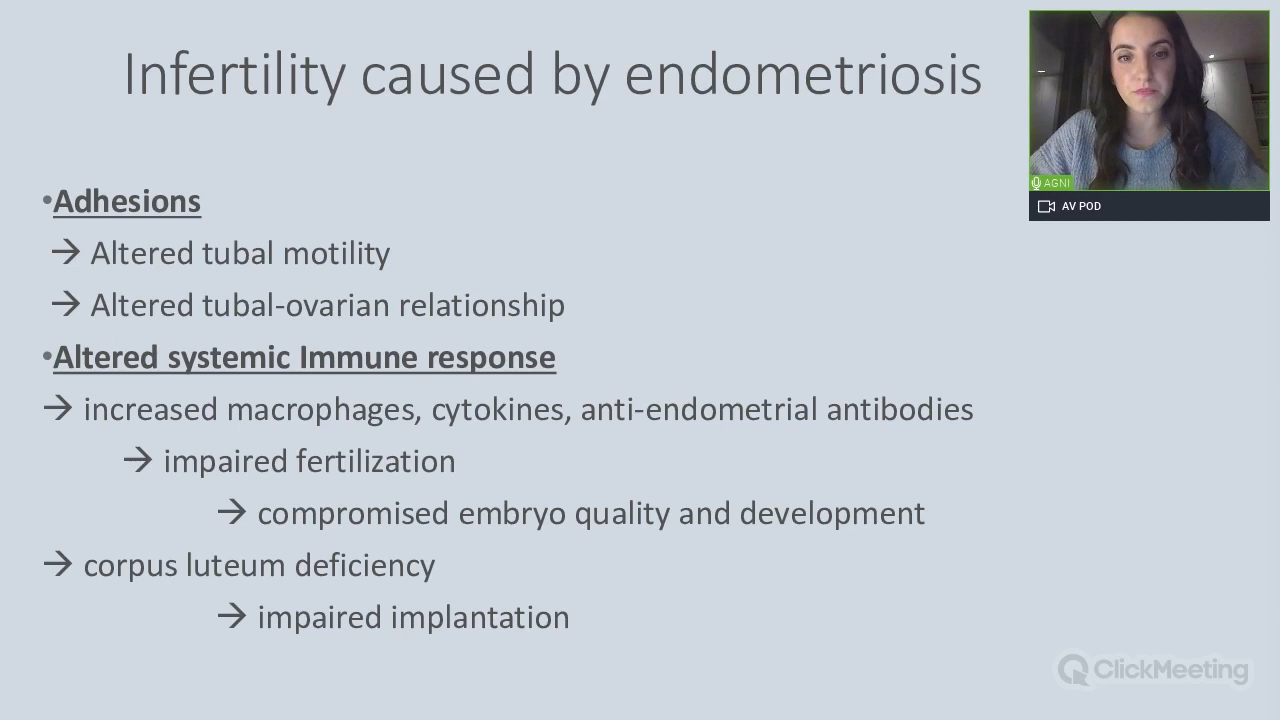 Infertility caused by endometriosis
•Adhesions
→ Altered tubal motility
→ Altered tubal-ovarian relationship
•Altered systemic Immune response
→ increased macrophages, cytokines, anti-endometrial antibodies
→ impaired fertilization
→ compromised embryo quality and development
→ corpus luteum deficiency
→ impaired implantation
AGNI
AV POD
ClickMeeting